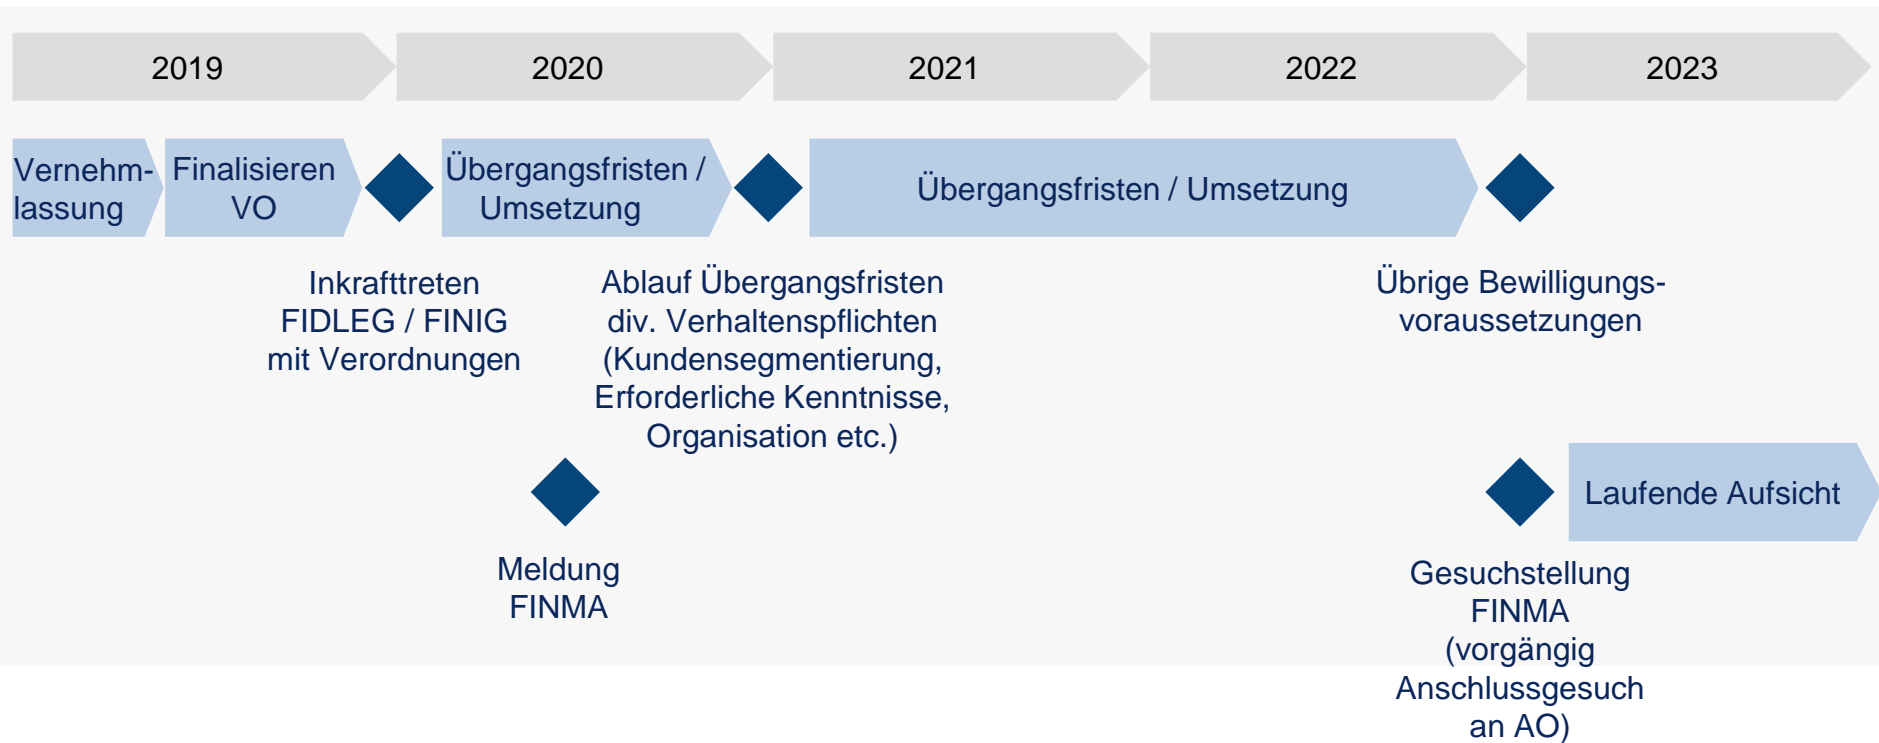 2019
2020
2021
2022
2023
Vernehm-
lassung
Finalisieren
VO
Übergangsfristen /
Umsetzung
Übergangsfristen / Umsetzung
Inkrafttreten
FIDLEG / FINIG
mit Verordnungen
Ablauf Übergangsfristen
div. Verhaltenspflichten
(Kundensegmentierung,
Erforderliche Kenntnisse,
Organisation etc.)
Übrige Bewilligungs-
voraussetzungen
Meldung
FINMA
Laufende Aufsicht
Gesuchstellung
FINMA
(vorgängig
Anschlussgesuch
an AO)